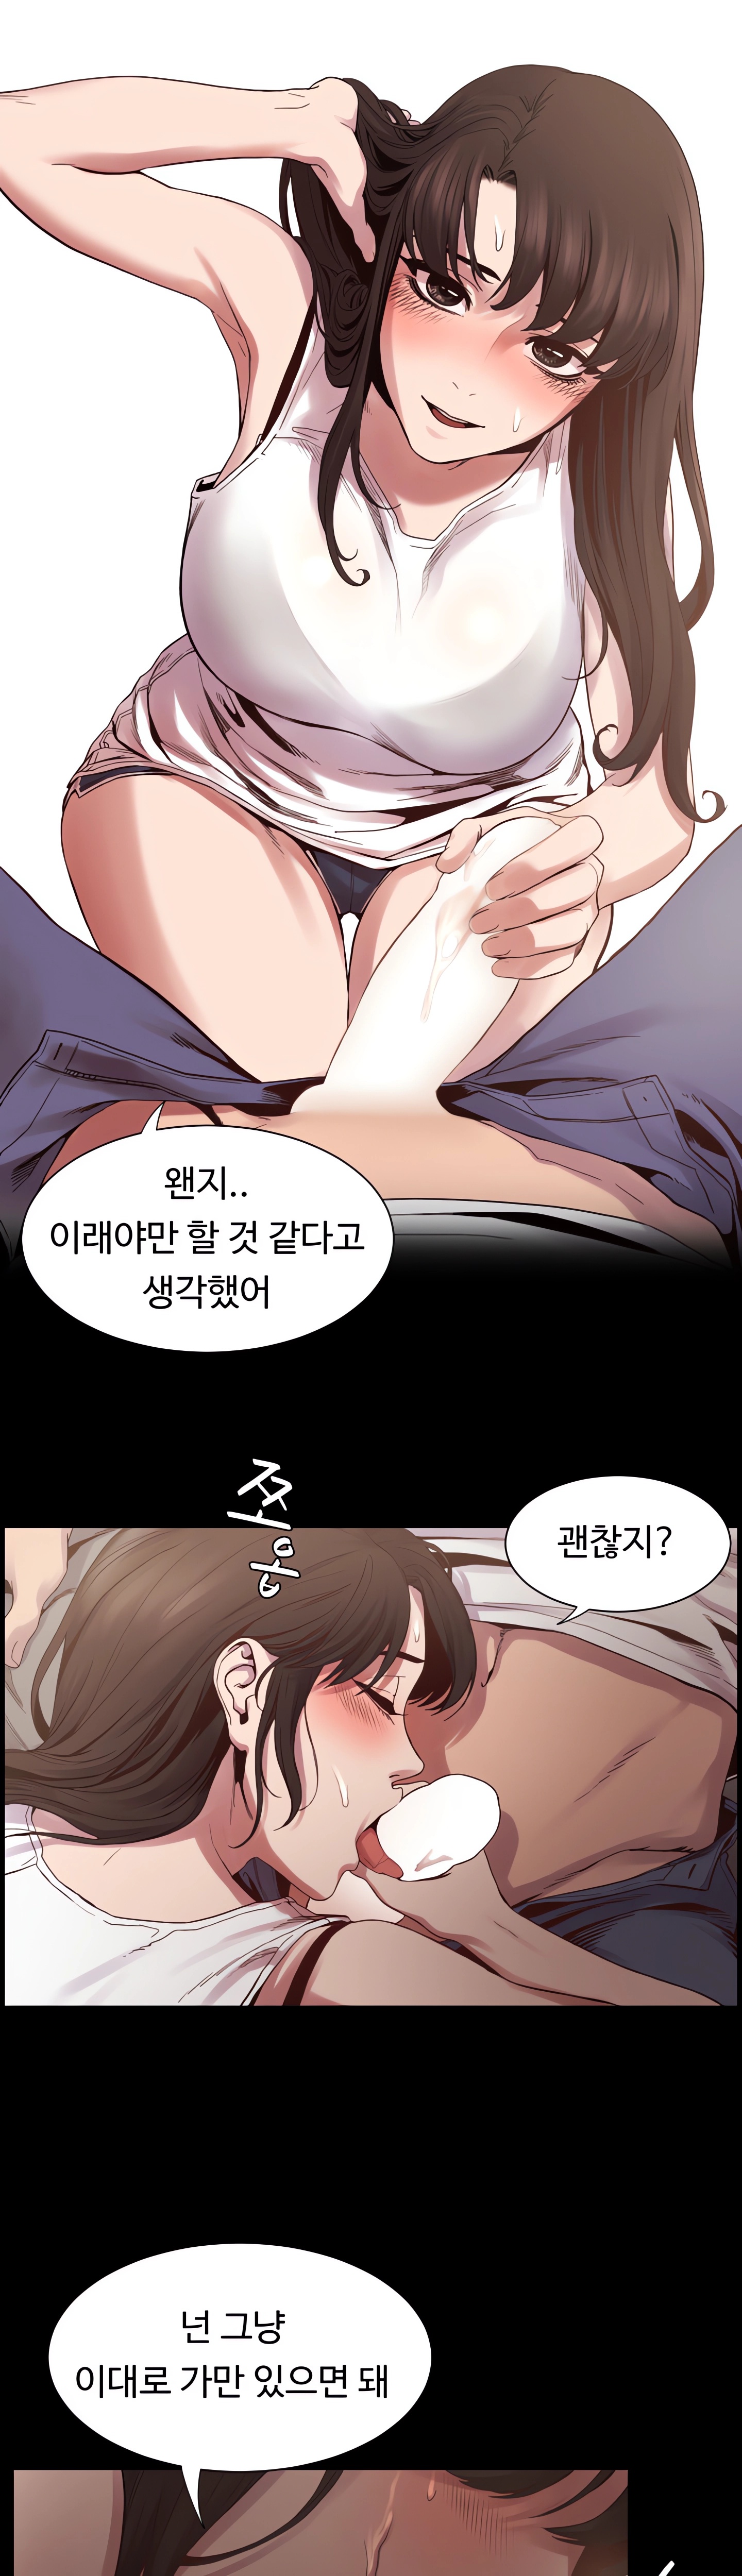 왠지..
이래야만 할 것 같다고
생각했어
쪼옹
괜찮지?
넌 그냥
이대로 가만 있으면 돼